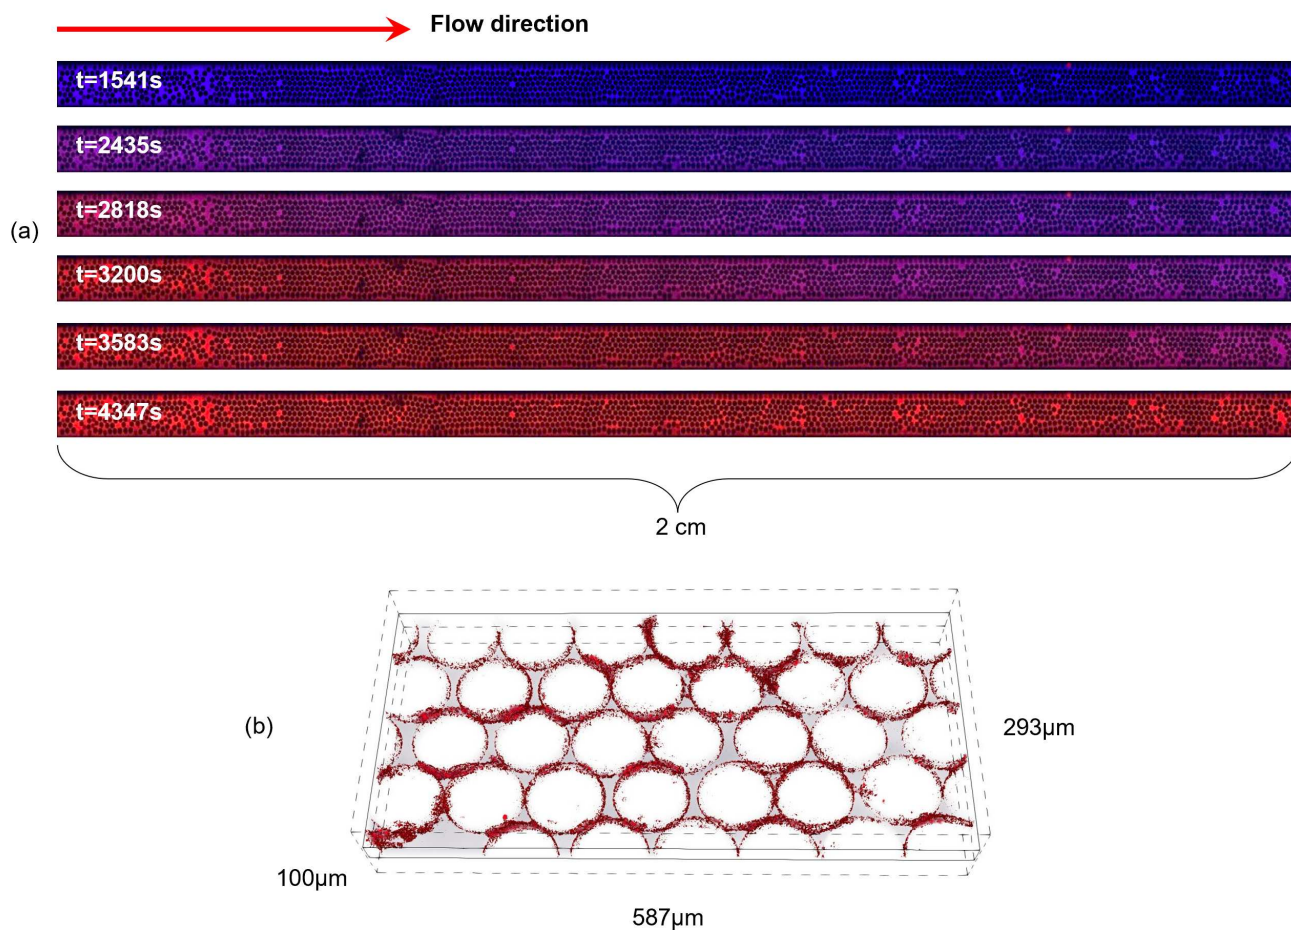 Flow direction
t=1541s
t=2435s
t=2818s
(a)
t=3200s
t=3583s
t=4347s
2 cm
(b)
293µm
100µm
587µm